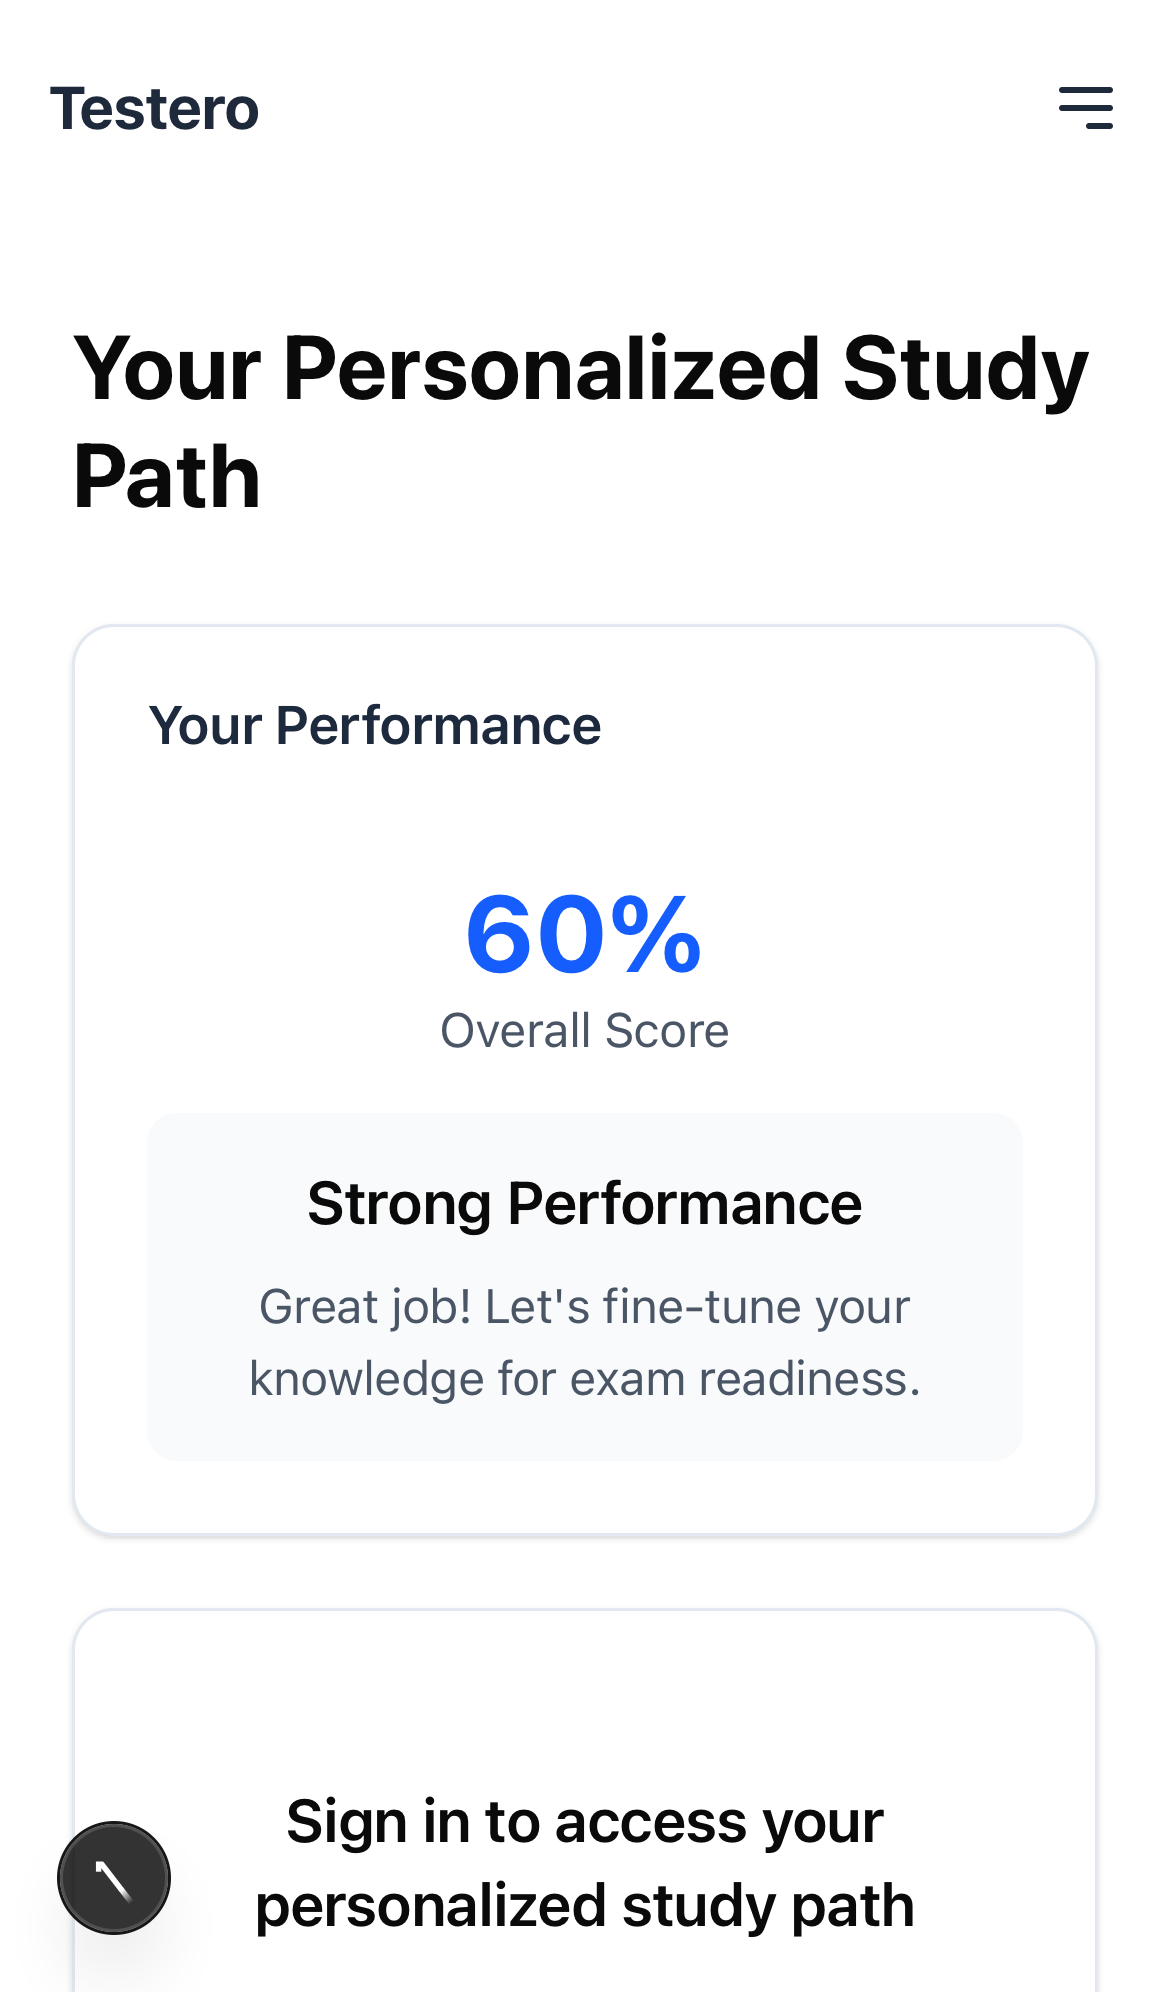 Testero
Your Personalized Study
Path
Your Performance
60%
Overall Score
Strong Performance
Great job! Let's fine-tune your
knowledge for exam readiness.
Sign in to access your
personalized study path